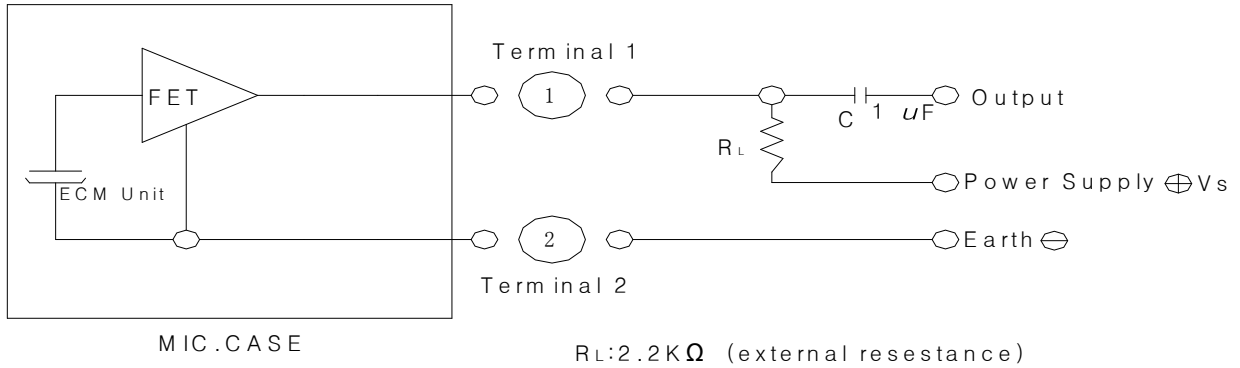 Terminal 1
FET
1
Output
C 1 uF
RL
ECM Unit
Power Supply ⊕Vs
2
Earth ⊖
Terminal 2
MIC.CASE
RL:2.2KΩ (external resestance)